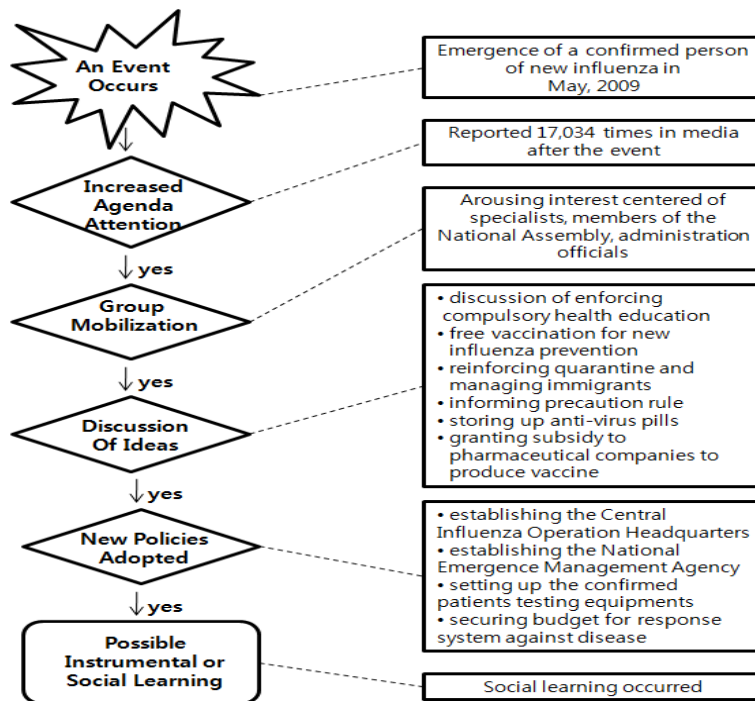 An Event
Occurs
Emergence of a confirmed person
of new influenza in
May, 2009
Reported 17,034 times in media
after the event
Increased
Agenda
Attention
Arousing interest centered of
specialists, members of the
National Assembly, administration
officials
yes
Group
Mobilization
• discussion of enforcing
compulsory health education
• free vaccination for new
influenza prevention
• reinforcing quarantine and
managing immigrants
• informing precaution rule
• storing up anti-virus pills
• granting subsidy to
pharmaceutical companies to
produce vaccine
yes
Discussion
Of Ideas
yes
New Policies
Adopted
• establishing the Central
Influenza Operation Headquarters
• establishing the National
Emergence Management Agency
• setting up the confirmed
patients testing equipments
• securing budget for response
system against disease
yes
Possible
Instrumental or
Social Learning
Social learning occurred